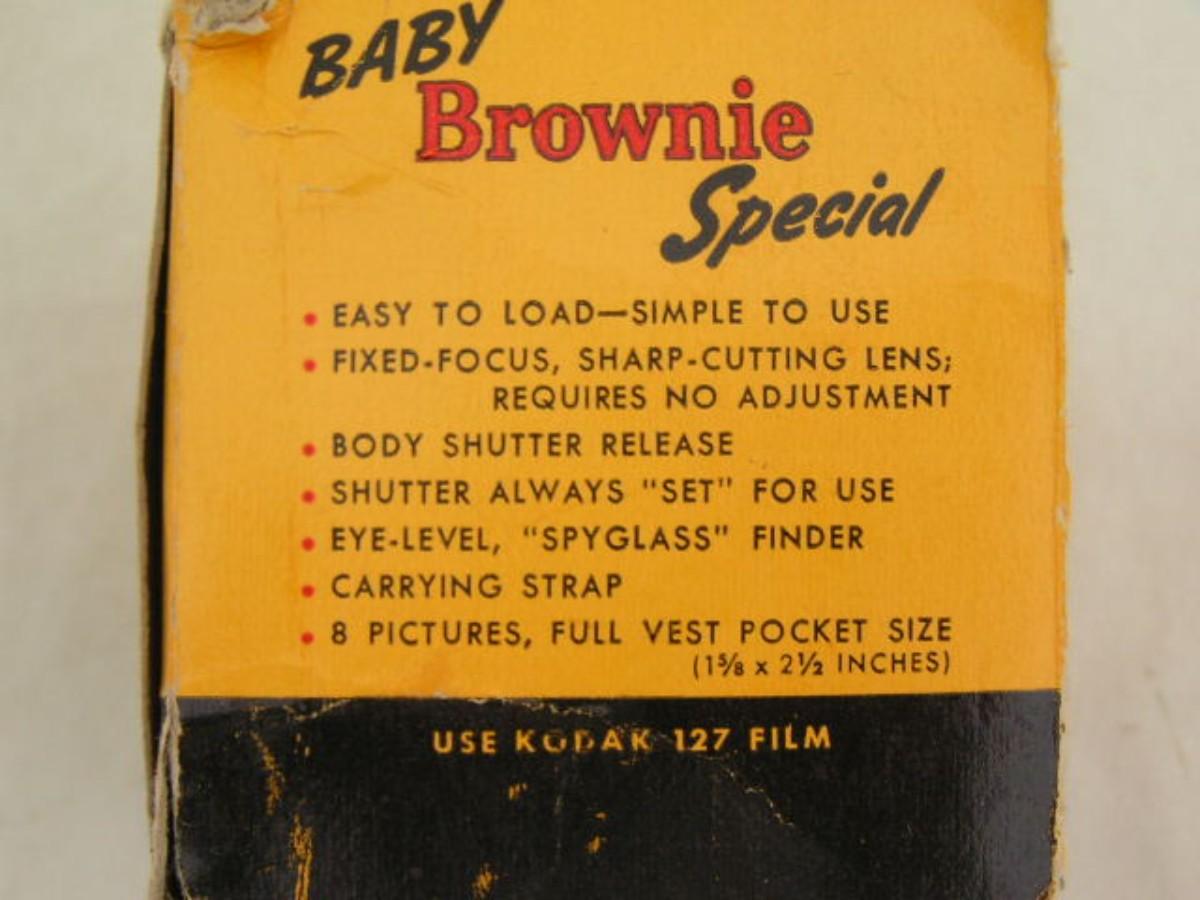 BABY
Brownie
Special
• EASY TO LOAD—SIMPLE TO USE
• FIXED-FOCUS, SHARP-CUTTING LENS;
REQUIRES NO ADJUSTMENT
• BODY SHUTTER RELEASE
• SHUTTER ALWAYS "SET" FOR USE
• EYE-LEVEL, "SPYGLASS" FINDER
• CARRYING STRAP
• 8 PICTURES, FULL VEST POCKET SIZE
(1⅝ x 2½ INCHES)
USE KODAK 127 FILM